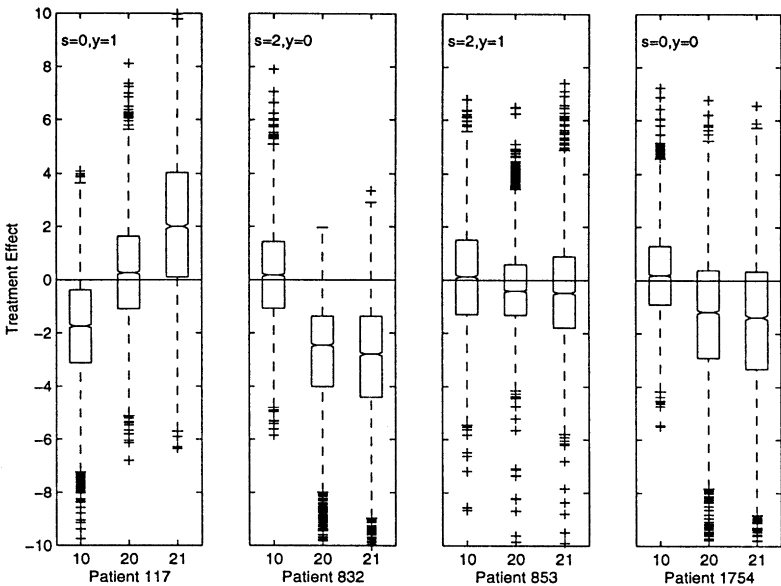 10
8
6
4
2
0
−2
−4
−6
−8
−10
Treatment Effect
s=0,y=1
10 20 21
Patient 117
s=2,y=0
10 20 21
Patient 832
s=2,y=1
10 20 21
Patient 853
s=0,y=0
10 20 21
Patient 1754